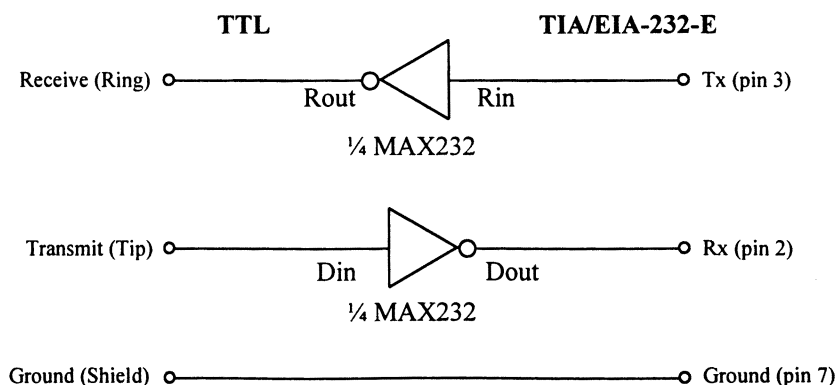 TTL TIA/EIA-232-E
Receive (Ring) Rout Rin Tx (pin 3)
¼ MAX232
Transmit (Tip) Din Dout Rx (pin 2)
¼ MAX232
Ground (Shield) Ground (pin 7)